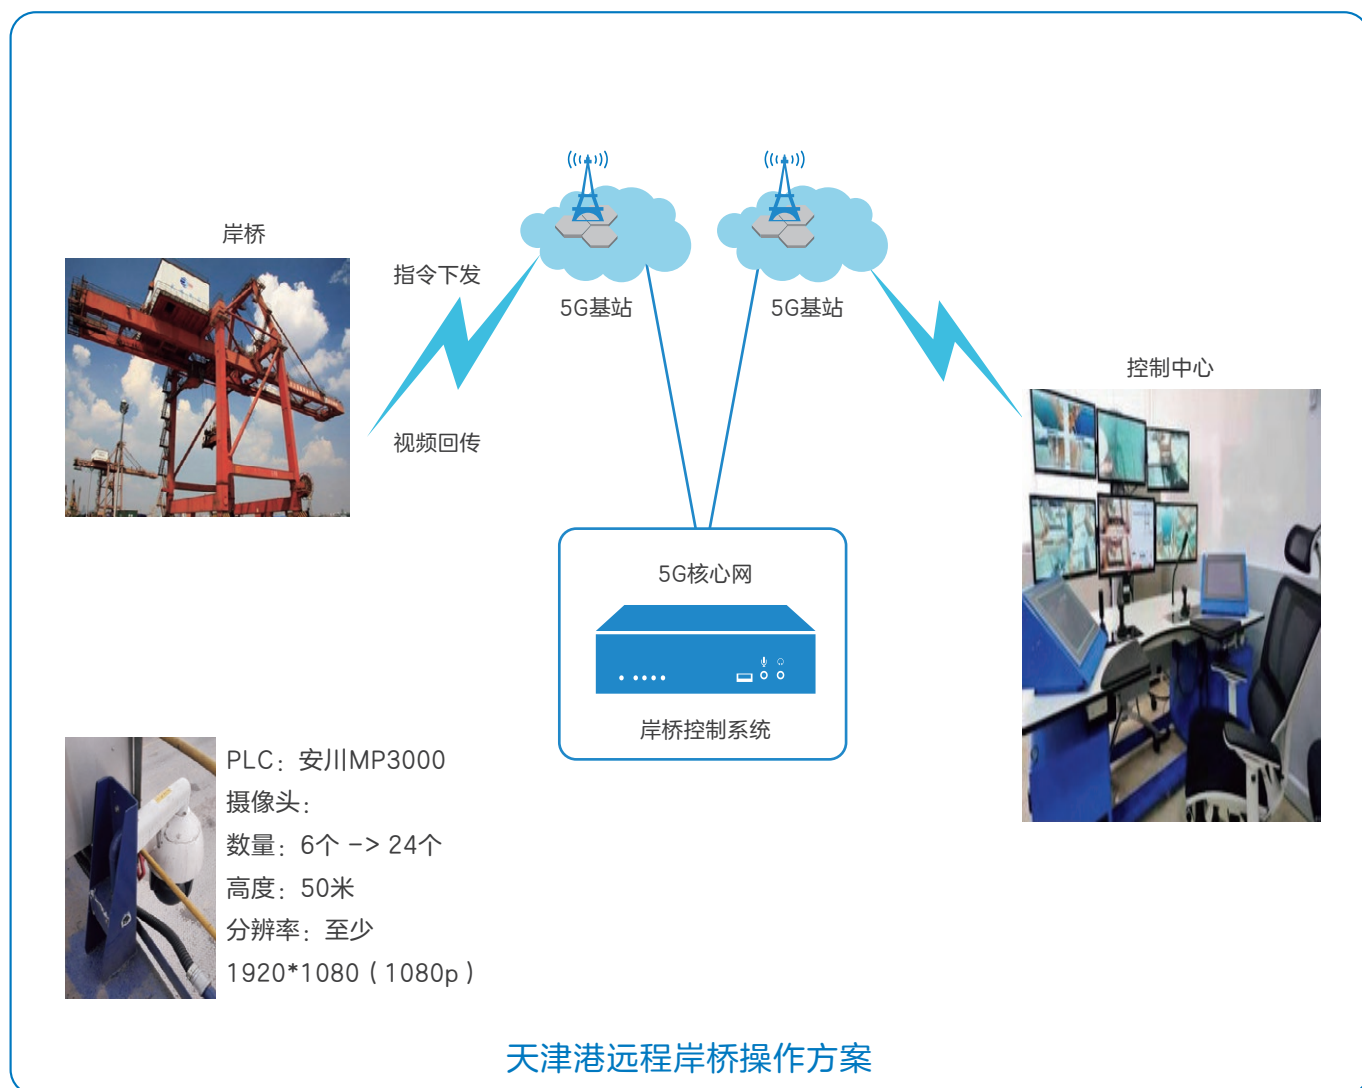 岸桥
指令下发
5G基站
5G基站
视频回传
控制中心
5G核心网
岸桥控制系统
PLC：安川MP3000
摄像头：
数量：6个 -> 24个
高度：50米
分辨率：至少
1920*1080（1080p）
天津港远程岸桥操作方案